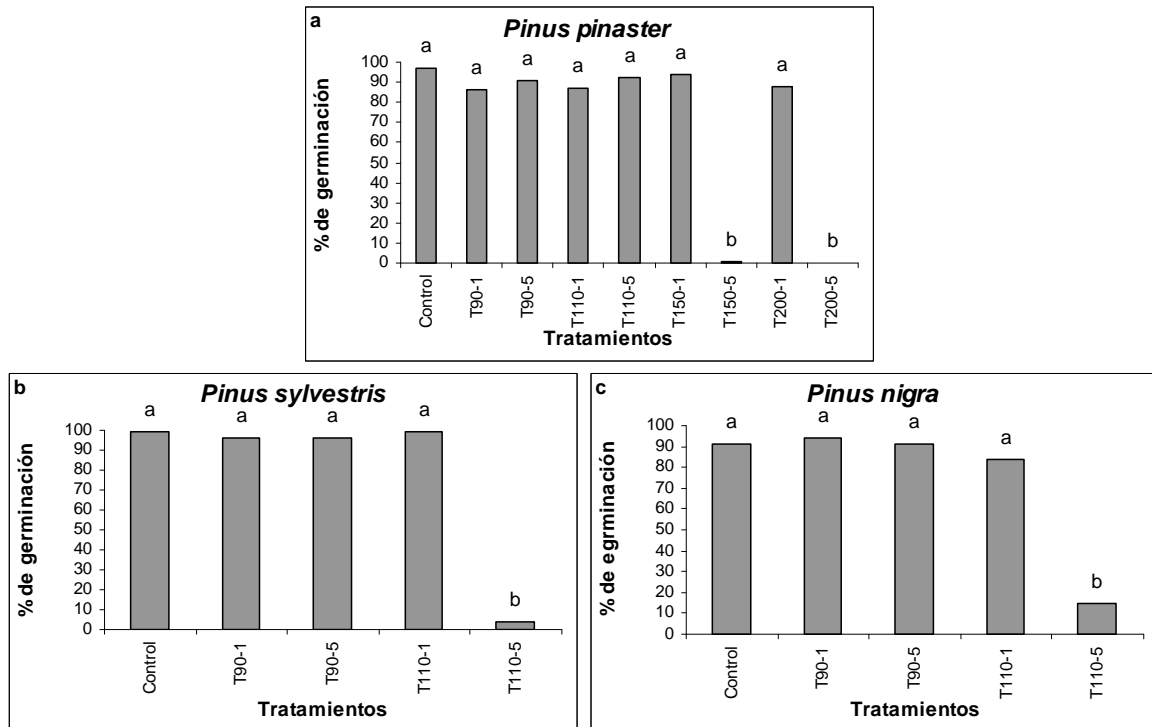 a
Pinus pinaster
a a a a a a b a b
100
90
80
70
60
50
40
30
20
10
0
% de germinación
Control T90-1 T90-5 T110-1 T110-5 T150-1 T150-5 T200-1 T200-5
Tratamientos
b
Pinus sylvestris
a a a a b
100
90
80
70
60
50
40
30
20
10
0
% de germinación
Control T90-1 T90-5 T110-1 T110-5
Tratamientos
c
Pinus nigra
a a a a b
100
90
80
70
60
50
40
30
20
10
0
% de egrminación
Control T90-1 T90-5 T110-1 T110-5
Tratamientos